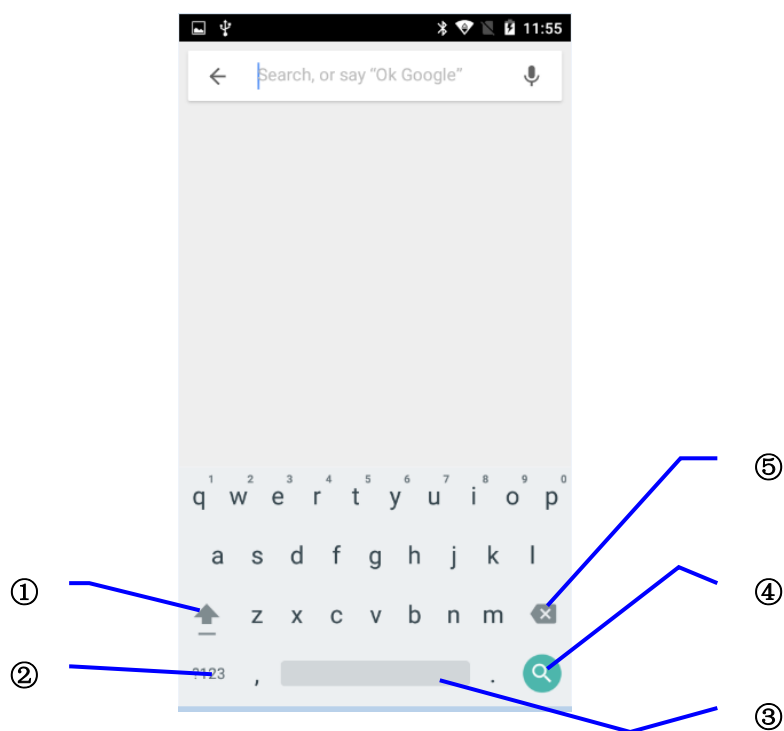 11:55
Search, or say “Ok Google”
1 2 3 4 5 6 7 8 9 0
q w e r t y u i o p
⑤
a s d f g h j k l
①
④
z x c v b n m
②
?123 , .
③